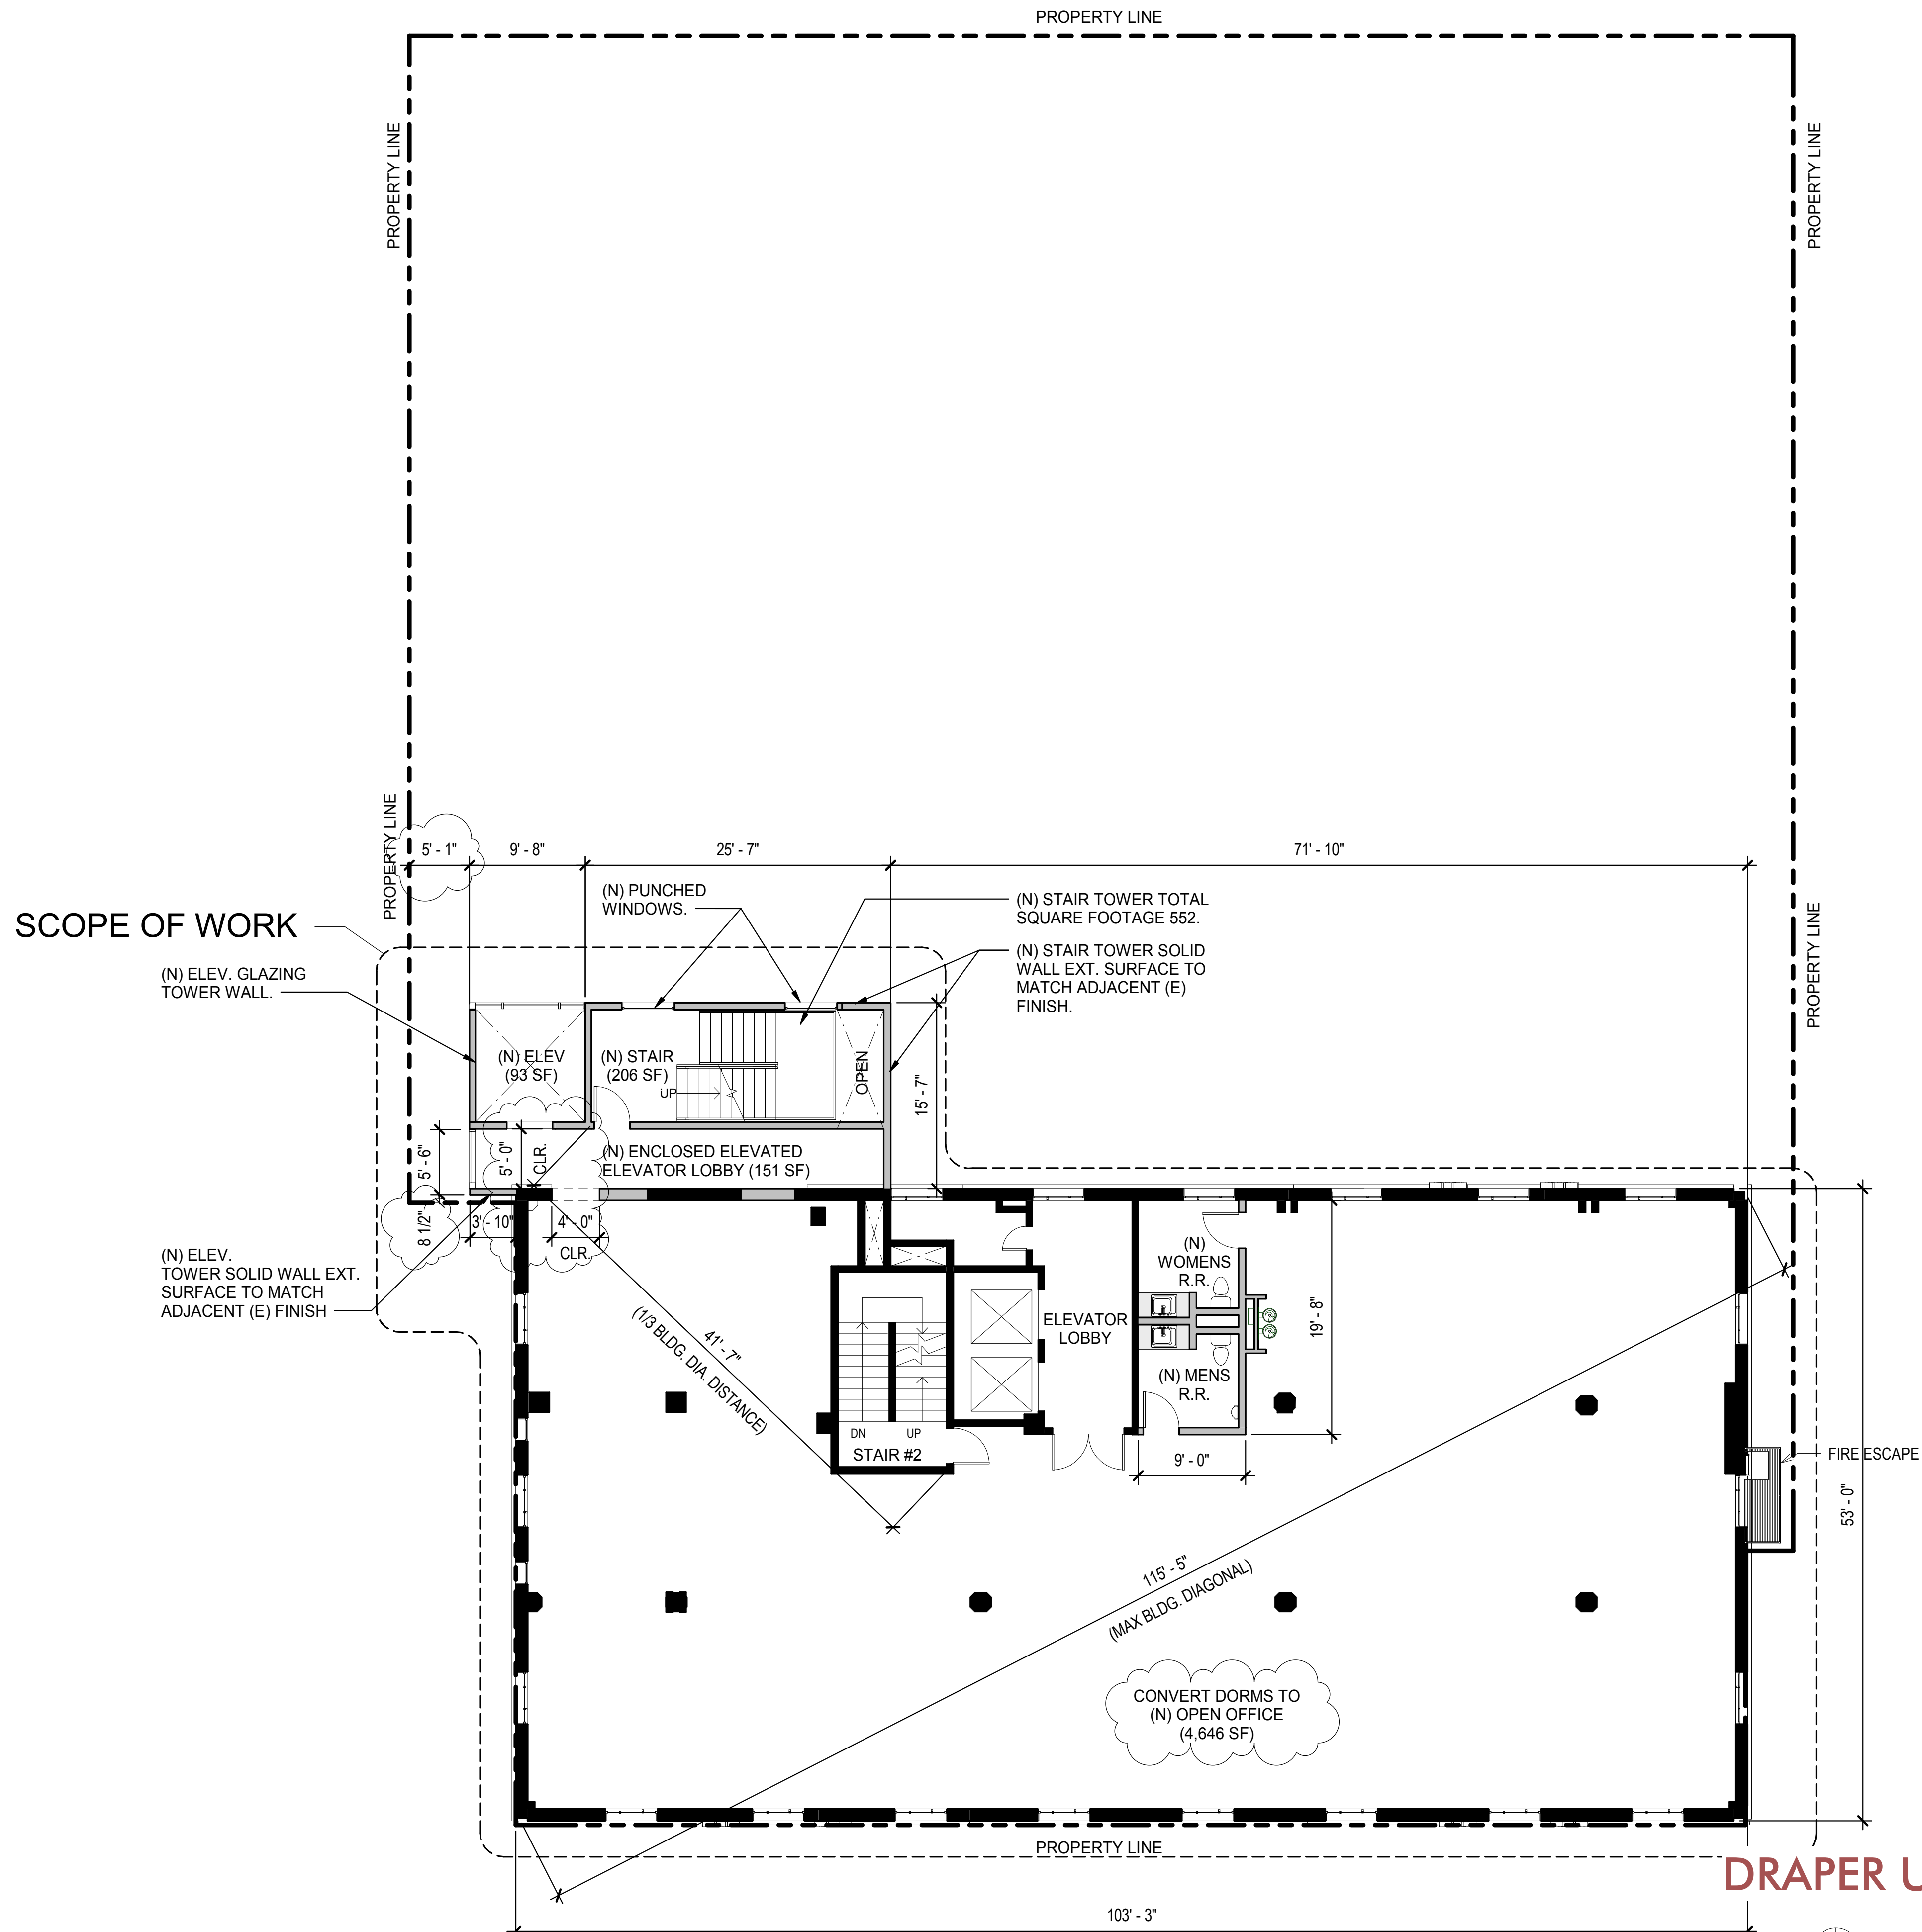 PROPERTY LINE
PROPERTY LINE
PROPERTY LINE
PROPERTY LINE
5' - 1"
9' - 8"
25' - 7"
71' - 10"
SCOPE OF WORK
(N) PUNCHED
WINDOWS.
(N) STAIR TOWER TOTAL
SQUARE FOOTAGE 552.
(N) STAIR TOWER SOLID
WALL EXT. SURFACE TO
MATCH ADJACENT (E)
FINISH.
PROPERTY LINE
(N) ELEV. GLAZING
TOWER WALL.
(N) ELEV
(93 SF)
(N) STAIR
(206 SF)
UP
OPEN
15' - 7"
5' - 6"
5' - 0"
CLR.
(N) ENCLOSED ELEVATED
ELEVATOR LOBBY (151 SF)
8 1/2"
3' - 10"
4' - 0"
CLR.
(N) ELEV.
TOWER SOLID WALL EXT.
SURFACE TO MATCH
ADJACENT (E) FINISH
41' - 7"
(1/3 BLDG. DIA. DISTANCE)
(N)
WOMENS
R.R.
ELEVATOR
LOBBY
19' - 8"
(N) MENS
R.R.
DN
UP
STAIR #2
9' - 0"
FIRE ESCAPE
53' - 0"
115' - 5"
(MAX BLDG. DIAGONAL)
CONVERT DORMS TO
(N) OPEN OFFICE
(4,646 SF)
PROPERTY LINE
DRAPER U
103' - 3"